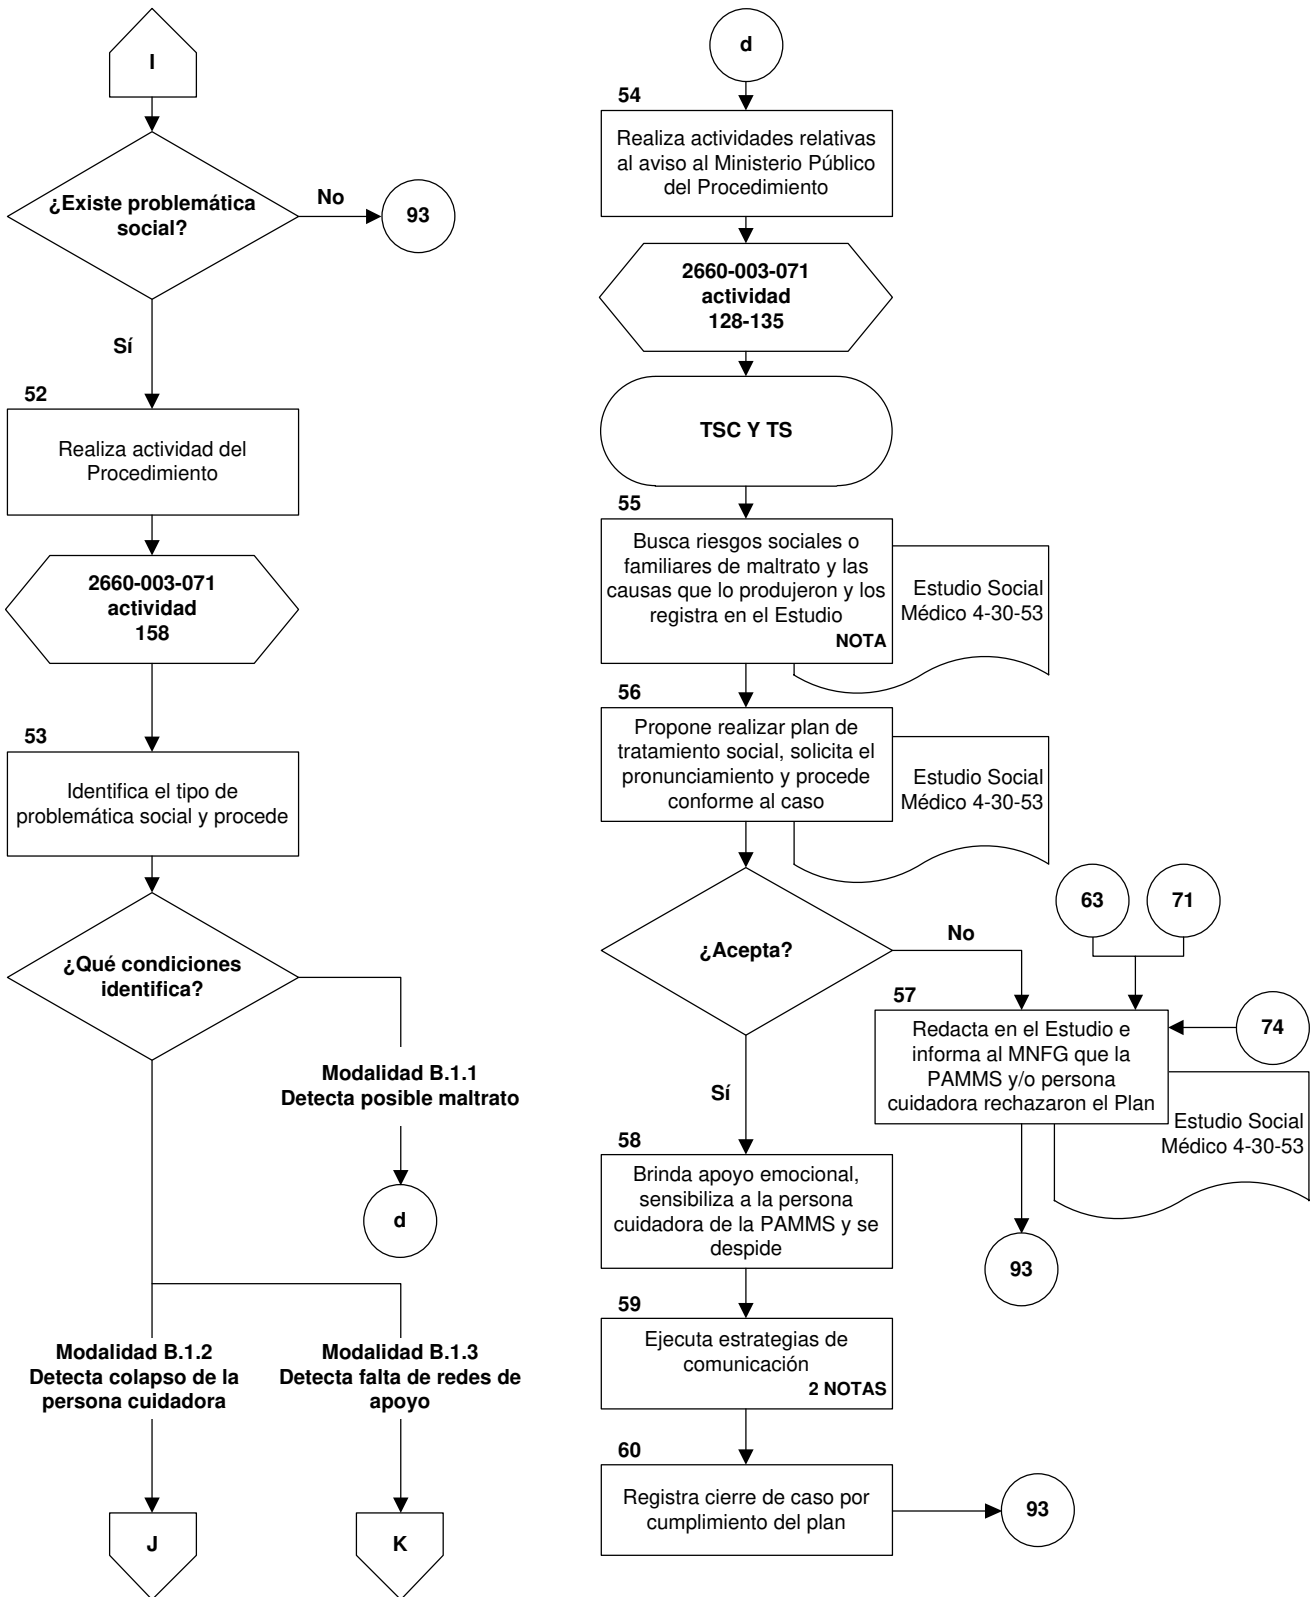 I
¿Existe problemática
social?
No
93
Sí
52
Realiza actividad del
Procedimiento
2660-003-071
actividad
158
53
Identifica el tipo de
problemática social y procede
¿Qué condiciones
identifica?
Modalidad B.1.1
Detecta posible maltrato
d
Modalidad B.1.2
Detecta colapso de la
persona cuidadora
Modalidad B.1.3
Detecta falta de redes de
apoyo
J
K
d
54
Realiza actividades relativas
al aviso al Ministerio Público
del Procedimiento
2660-003-071
actividad
128-135
TSC Y TS
55
Busca riesgos sociales o
familiares de maltrato y las
causas que lo produjeron y los
registra en el Estudio
NOTA
Estudio Social
Médico 4-30-53
56
Propone realizar plan de
tratamiento social, solicita el
pronunciamiento y procede
conforme al caso
Estudio Social
Médico 4-30-53
¿Acepta?
No
63
71
57
Redacta en el Estudio e
informa al MNFG que la
PAMMS y/o persona
cuidadora rechazaron el Plan
74
Estudio Social
Médico 4-30-53
93
Sí
58
Brinda apoyo emocional,
sensibiliza a la persona
cuidadora de la PAMMS y se
despide
59
Ejecuta estrategias de
comunicación
2 NOTAS
60
Registra cierre de caso por
cumplimiento del plan
93